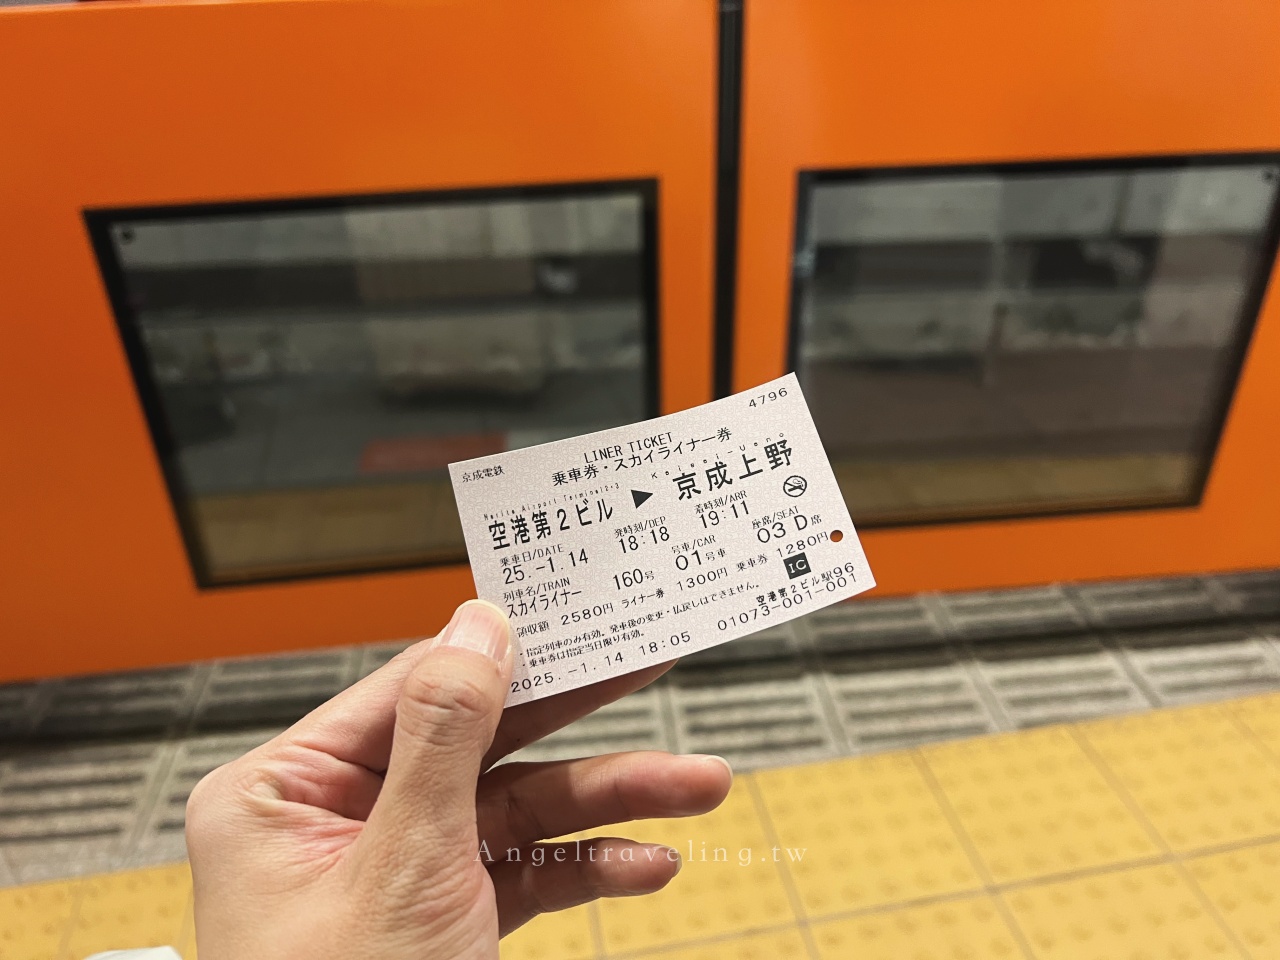 4796
京成電鉄
LINER TICKET
乗車券・スカイライナー券
Narita Airport Terminal2・3 Keisei-Ueno
空港第2ビル ▶ 京成上野
乗車日/DATE 発時刻/DEP 着時刻/ARR
25.-1.14 18:18 19:11
列車名/TRAIN 号車/CAR 座席/SEAT
スカイライナー 160号 01号車 03 D席
領収額 2580円 ライナー券 1300円 乗車券 1280円
・指定列車のみ有効。発車後の変更・払戻しはできません。
・乗車券は指定当日限り有効。
IC
空港第2ビル駅96
2025.-1.14 18:05 01073-001-001
Angeltraveling.tw